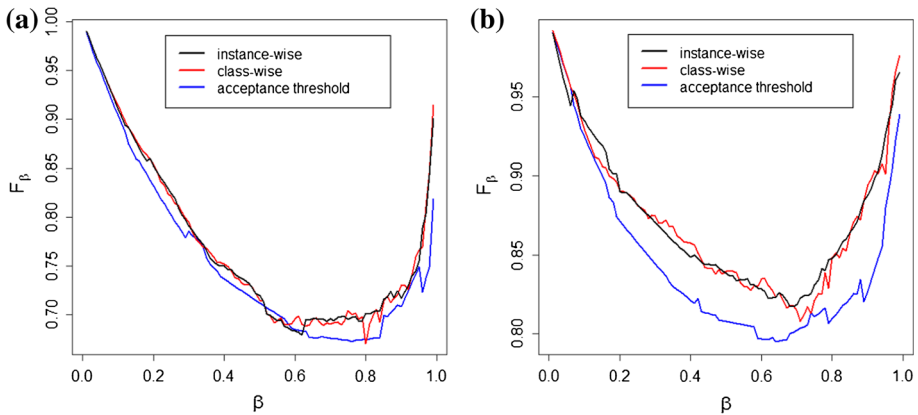 (a)
instance-wise
class-wise
acceptance threshold
Fβ
1.00
0.95
0.90
0.85
0.80
0.75
0.70
0.0 0.2 0.4 0.6 0.8 1.0
β
(b)
instance-wise
class-wise
acceptance threshold
Fβ
0.95
0.90
0.85
0.80
0.0 0.2 0.4 0.6 0.8 1.0
β